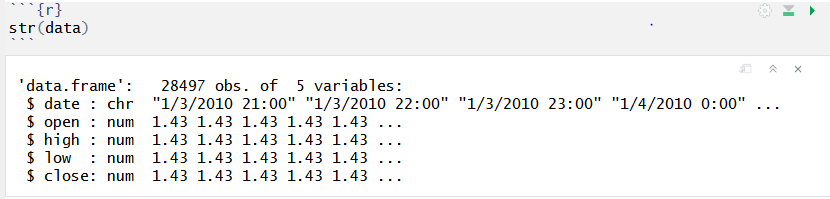 ```{r}
str(data)
```
'data.frame':   28497 obs. of  5 variables:
 $ date : chr  "1/3/2010 21:00" "1/3/2010 22:00" "1/3/2010 23:00" "1/4/2010 0:00" ...
 $ open : num  1.43 1.43 1.43 1.43 1.43 ...
 $ high : num  1.43 1.43 1.43 1.43 1.43 ...
 $ low  : num  1.43 1.43 1.43 1.43 1.43 ...
 $ close: num  1.43 1.43 1.43 1.43 1.43 ...